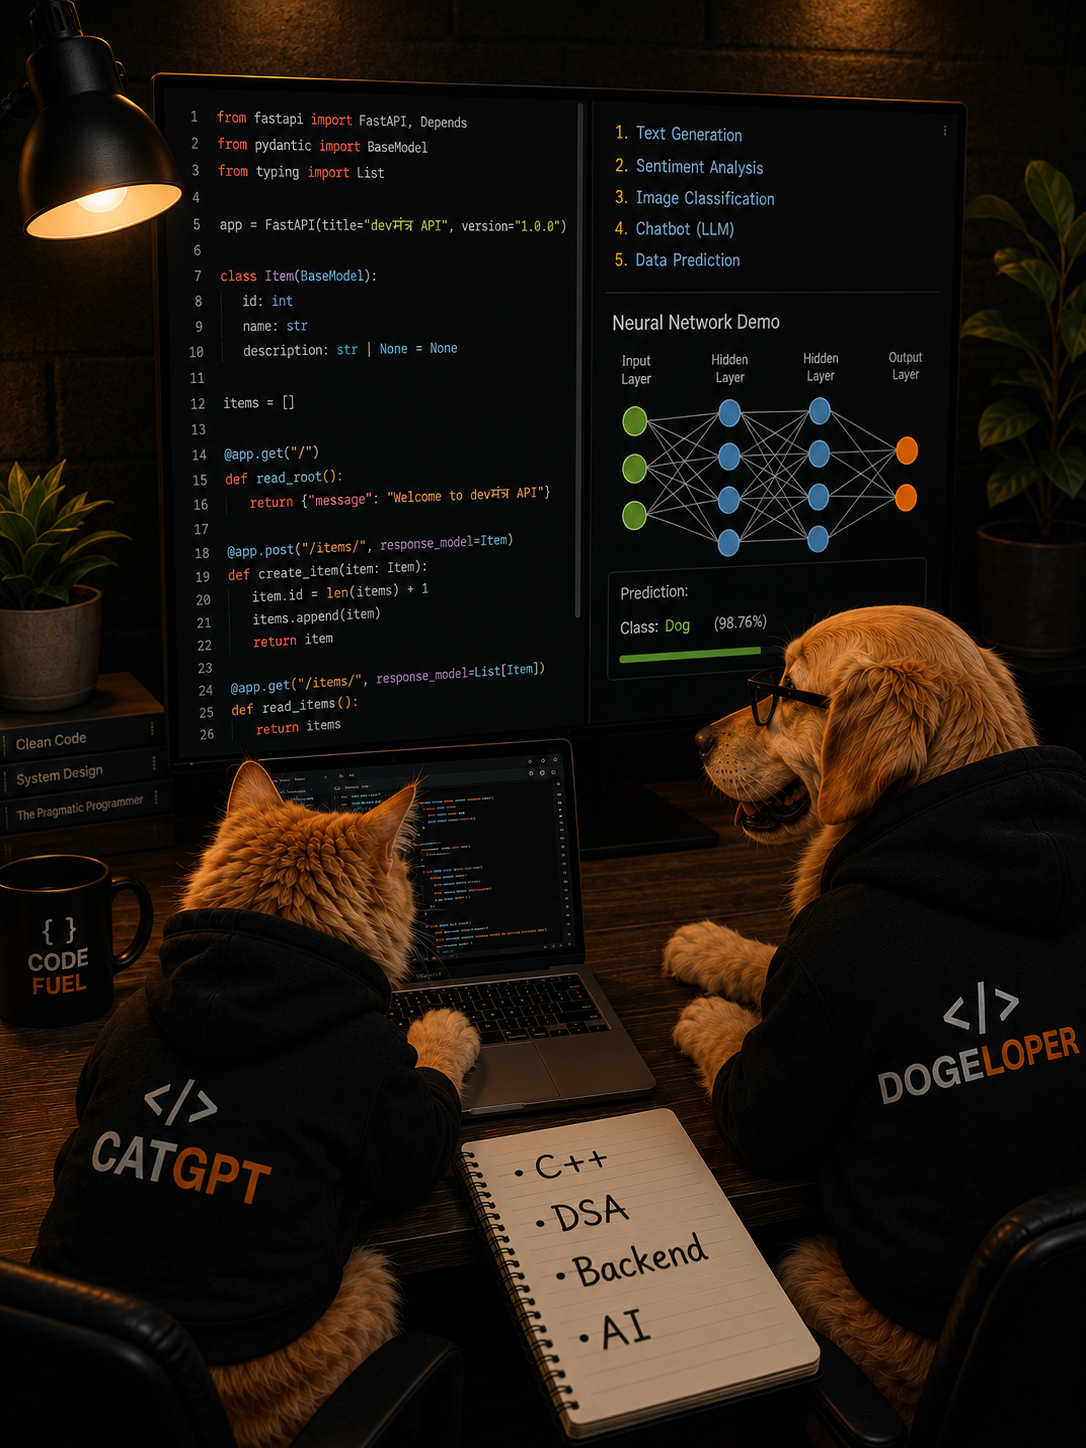 1 from fastapi import FastAPI, Depends
2 from pydantic import BaseModel
3 from typing import List
4
5 app = FastAPI(title="devमंत्र API", version="1.0.0")
6
7 class Item(BaseModel):
8 id: int
9 name: str
10 description: str | None = None
11
12 items = []
13
14 @app.get("/")
15 def read_root():
16 return {"message": "Welcome to devमंत्र API"}
17
18 @app.post("/items/", response_model=Item)
19 def create_item(item: Item):
20 item.id = len(items) + 1
21 items.append(item)
22 return item
23
24 @app.get("/items/", response_model=List[Item])
25 def read_items():
26 return items
1. Text Generation
2. Sentiment Analysis
3. Image Classification
4. Chatbot (LLM)
5. Data Prediction
Neural Network Demo
Input Layer
Hidden Layer
Hidden Layer
Output Layer
Prediction:
Class: Dog (98.76%)
Clean Code
System Design
The Pragmatic Programmer
{ }
CODE
FUEL
</>
CATGPT
</>
DOGELOPER
• C++
• DSA
• Backend
• AI